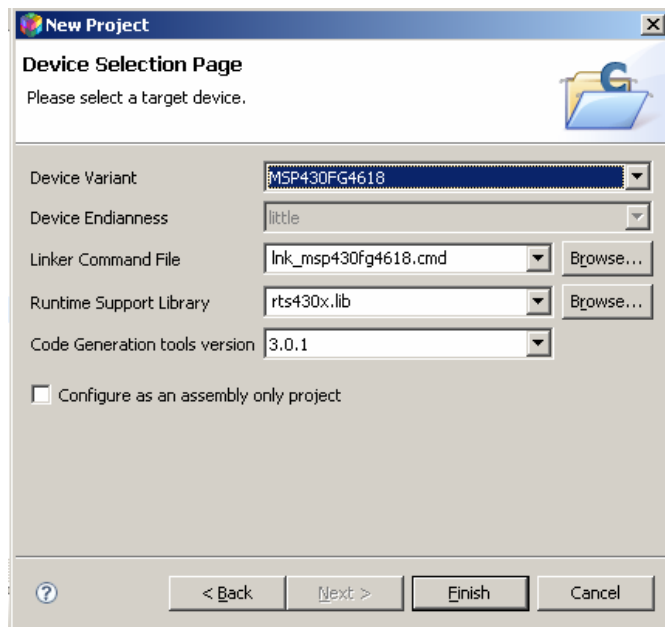 New Project
Device Selection Page
Please select a target device.
Device Variant MSP430FG4618
Device Endianness little
Linker Command File lnk_msp430fg4618.cmd Browse...
Runtime Support Library rts430x.lib Browse...
Code Generation tools version 3.0.1
Configure as an assembly only project
? < Back Next > Finish Cancel